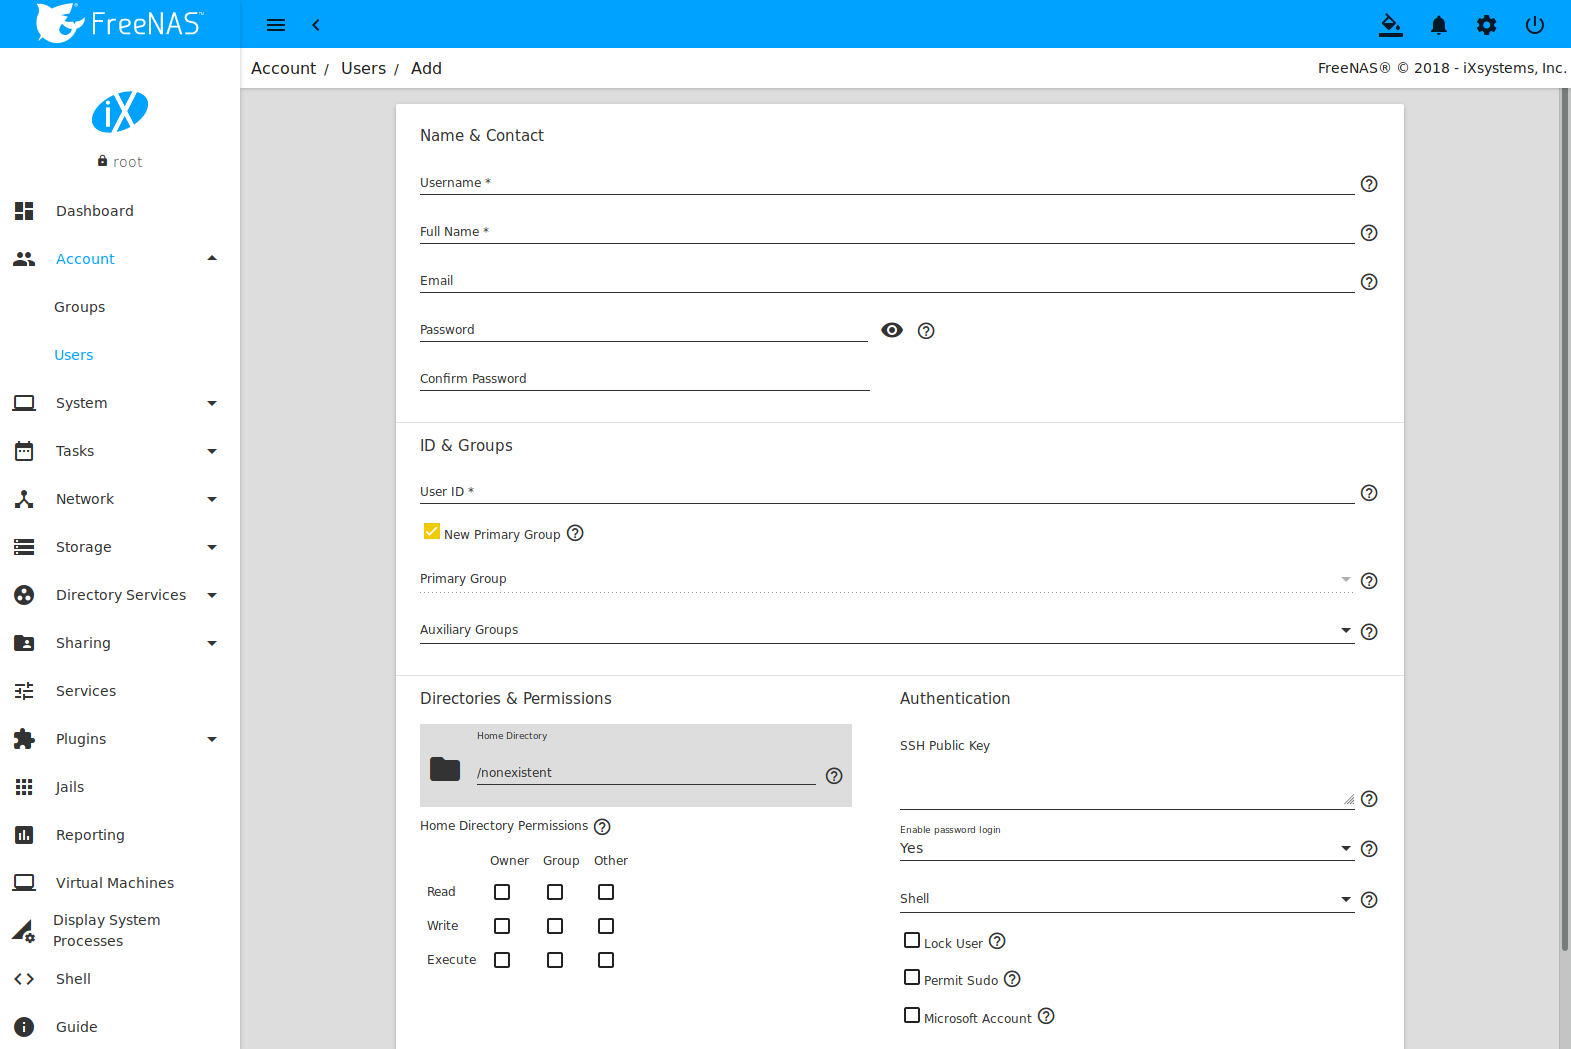 FreeNAS™
Account / Users / Add
FreeNAS® © 2018 - iXsystems, Inc.
iX
root
Dashboard
Account
Groups
Users
System
Tasks
Network
Storage
Directory Services
Sharing
Services
Plugins
Jails
Reporting
Virtual Machines
Display System
Processes
Shell
Guide
Name & Contact
Username *
Full Name *
Email
Password
Confirm Password
ID & Groups
User ID *
New Primary Group
Primary Group
Auxiliary Groups
Directories & Permissions
Home Directory
/nonexistent
Home Directory Permissions
Owner Group Other
Read
Write
Execute
Authentication
SSH Public Key
Enable password login
Yes
Shell
Lock User
Permit Sudo
Microsoft Account